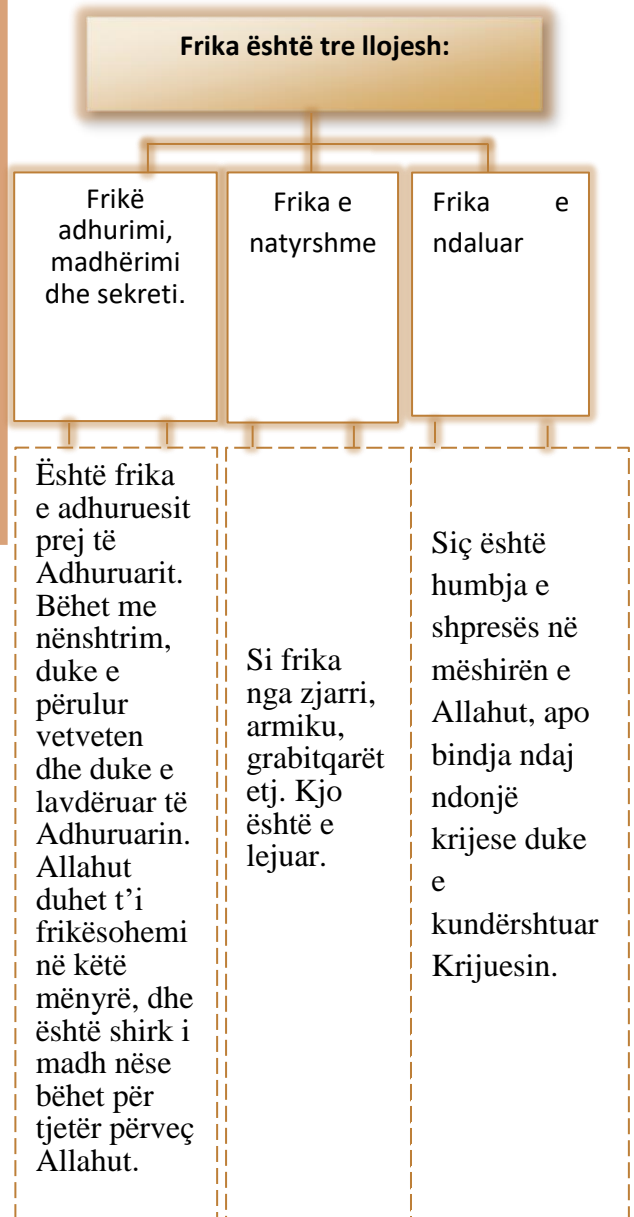 Frika është tre llojesh:
Frikë
adhurimi,
madhërimi
dhe sekreti.
Frika e
natyrshme
Frika e
ndaluar
Është frika
e adhuruesit
prej të
Adhuruarit.
Bëhet me
nënshtrim,
duke e
përulur
vetveten
dhe duke e
lavdëruar të
Adhuruarin.
Allahut
duhet t’i
frikësohemi
në këtë
mënyrë, dhe
është shirk i
madh nëse
bëhet për
tjetër përveç
Allahut.
Si frika
nga zjarri,
armiku,
grabitqarët
etj. Kjo
është e
lejuar.
Siç është
humbja e
shpresës në
mëshirën e
Allahut, apo
bindja ndaj
ndonjë
krijese duke
e
kundërshtuar
Krijuesin.